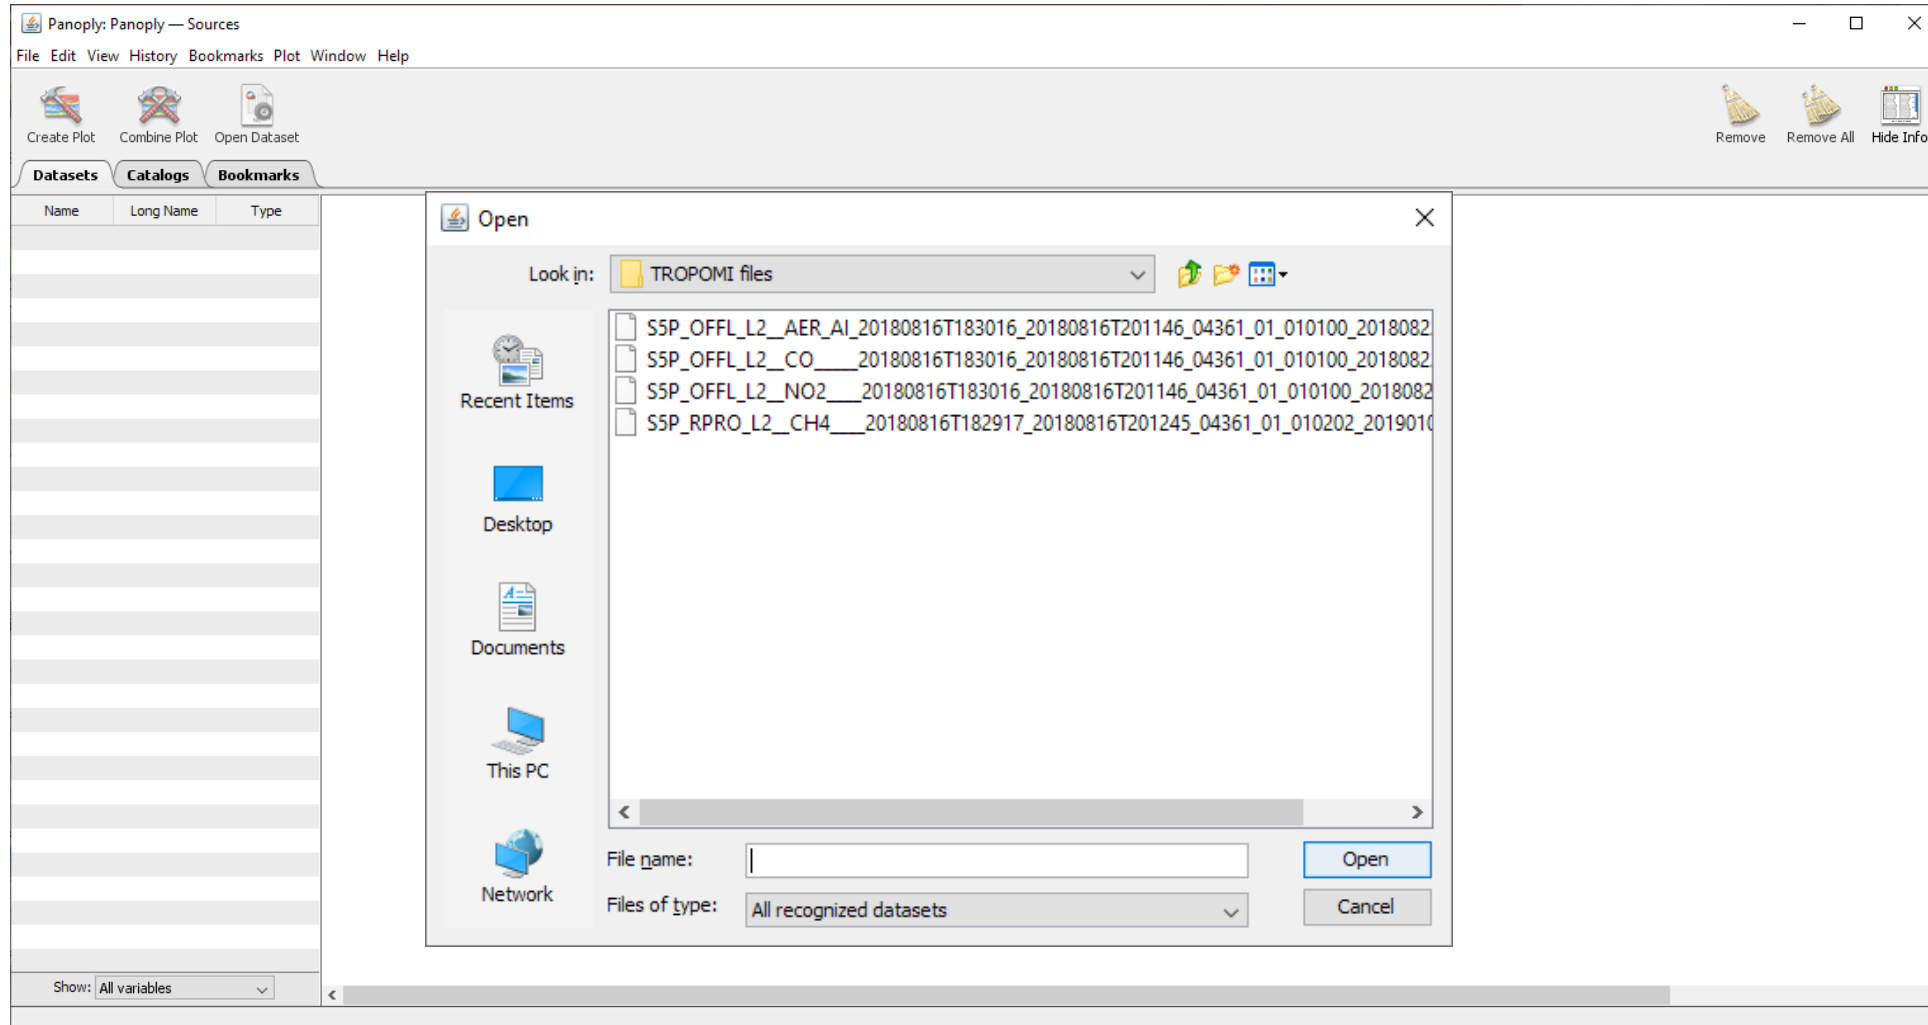 Panoply: Panoply — Sources
File Edit View History Bookmarks Plot Window Help
Create Plot Combine Plot Open Dataset Remove Remove All Hide Info
Datasets Catalogs Bookmarks
Name Long Name Type
Open
Look in: TROPOMI files
S5P_OFFL_L2__AER_AI_20180816T183016_20180816T201146_04361_01_010100_2018082
S5P_OFFL_L2__CO_____20180816T183016_20180816T201146_04361_01_010100_2018082
S5P_OFFL_L2__NO2____20180816T183016_20180816T201146_04361_01_010100_2018082
S5P_RPRO_L2__CH4____20180816T182917_20180816T201245_04361_01_010202_201901
Recent Items
Desktop
Documents
This PC
Network
File name:
Open
Files of type: All recognized datasets
Cancel
Show: All variables